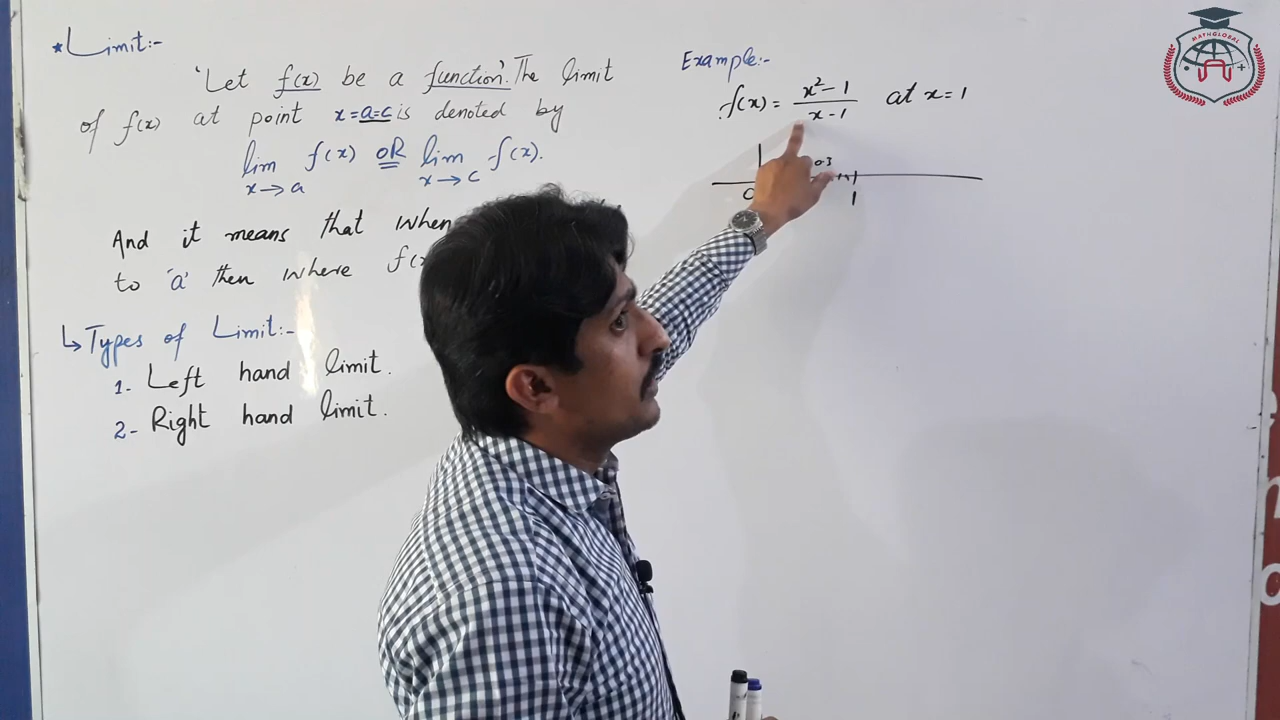 *Limit:-
'Let f(x) be a function'. The limit
of f(x) at point x=a=c is denoted by
lim x→a f(x) OR lim x→c f(x).
And it means that when
to 'a' then where
↳Types of Limit:-
1- Left hand limit.
2- Right hand limit.
Example:-
f(x) = x²-1 / x-1 at x=1
0 1
MATHGLOBAL